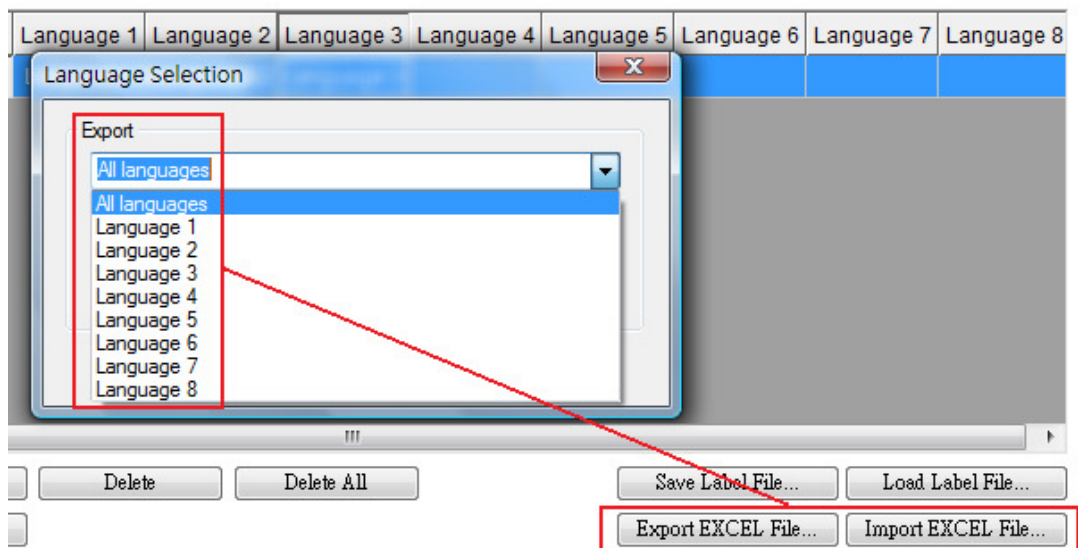 Language 1 Language 2 Language 3 Language 4 Language 5 Language 6 Language 7 Language 8
Language Selection
Export
All languages
All languages
Language 1
Language 2
Language 3
Language 4
Language 5
Language 6
Language 7
Language 8
Delete Delete All Save Label File... Load Label File...
Export EXCEL File... Import EXCEL File...